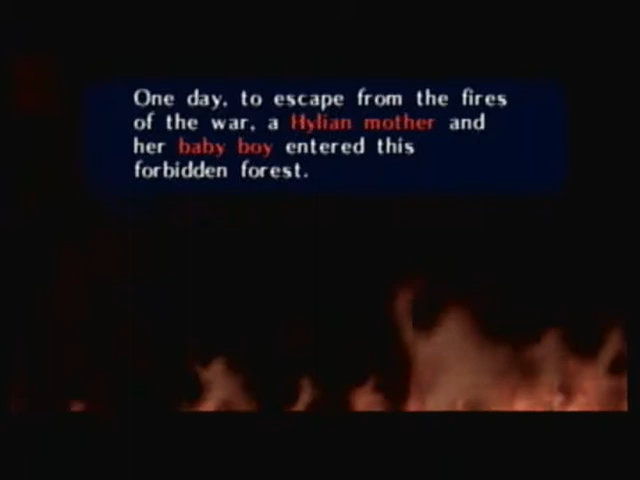 One day, to escape from the fires
of the war, a Hylian mother and
her baby boy entered this
forbidden forest.